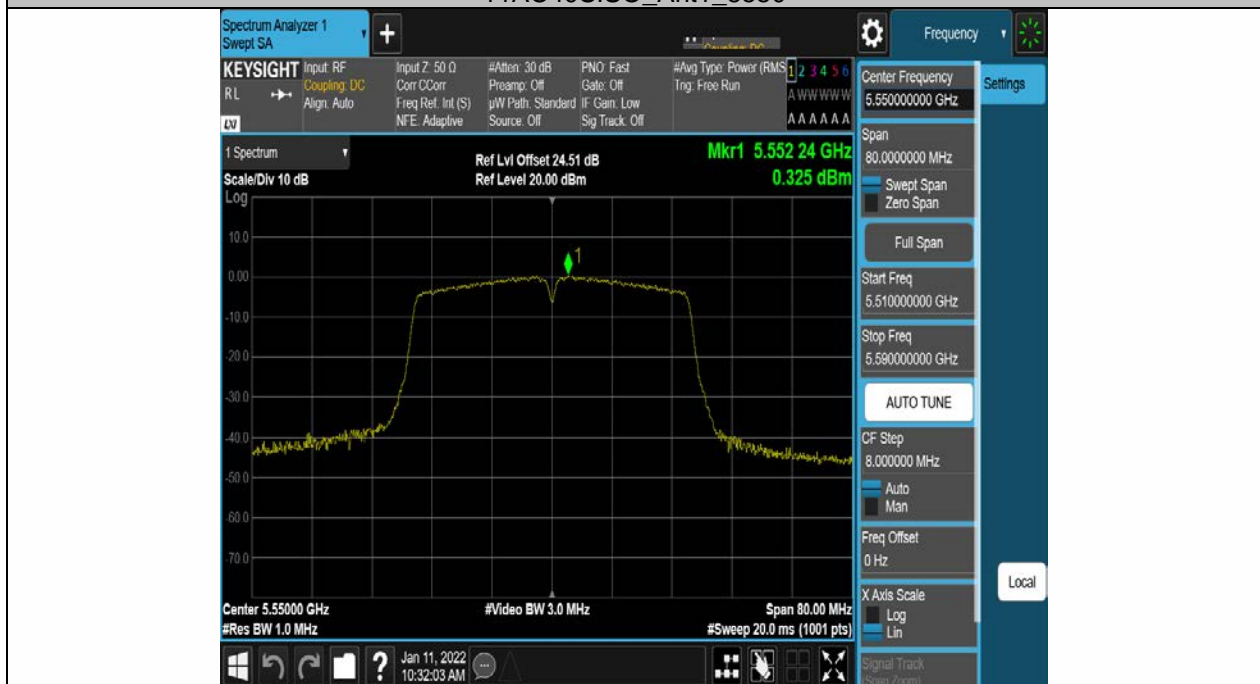 Spectrum Analyzer 1
Swept SA
Frequency
KEYSIGHT
RL
LXI
Input: RF
Coupling: DC
Align: Auto
Input Z: 50 Ω
Corr CCorr
Freq Ref: Int (S)
NFE: Adaptive
#Atten: 30 dB
Preamp: Off
µW Path: Standard
Source: Off
PNO: Fast
Gate: Off
IF Gain: Low
Sig Track: Off
#Avg Type: Power (RMS
Trig: Free Run
1 2 3 4 5 6
A W W W W W
A A A A A A
1 Spectrum
Scale/Div 10 dB
Log
Ref Lvl Offset 24.51 dB
Ref Level 20.00 dBm
Mkr1 5.552 24 GHz
0.325 dBm
1
10.0
0.00
-10.0
-20.0
-30.0
-40.0
-50.0
-60.0
-70.0
Center 5.55000 GHz
#Res BW 1.0 MHz
#Video BW 3.0 MHz
Span 80.00 MHz
#Sweep 20.0 ms (1001 pts)
Center Frequency
5.550000000 GHz
Settings
Span
80.0000000 MHz
Swept Span
Zero Span
Full Span
Start Freq
5.510000000 GHz
Stop Freq
5.590000000 GHz
AUTO TUNE
CF Step
8.000000 MHz
Auto
Man
Freq Offset
0 Hz
X Axis Scale
Log
Lin
Local
Signal Track
(Span Zoom)
?
Jan 11, 2022
10:32:03 AM